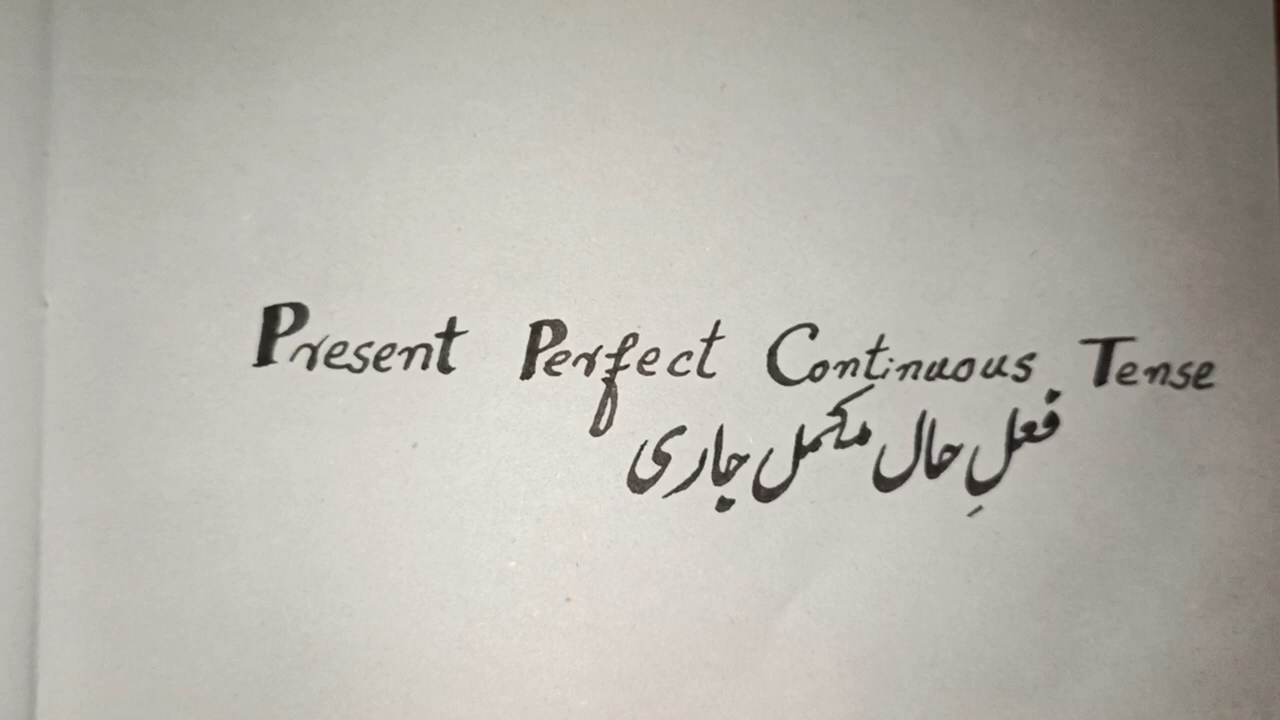 Present Perfect Continuous Tense
فعلِ حال مکمل جاری